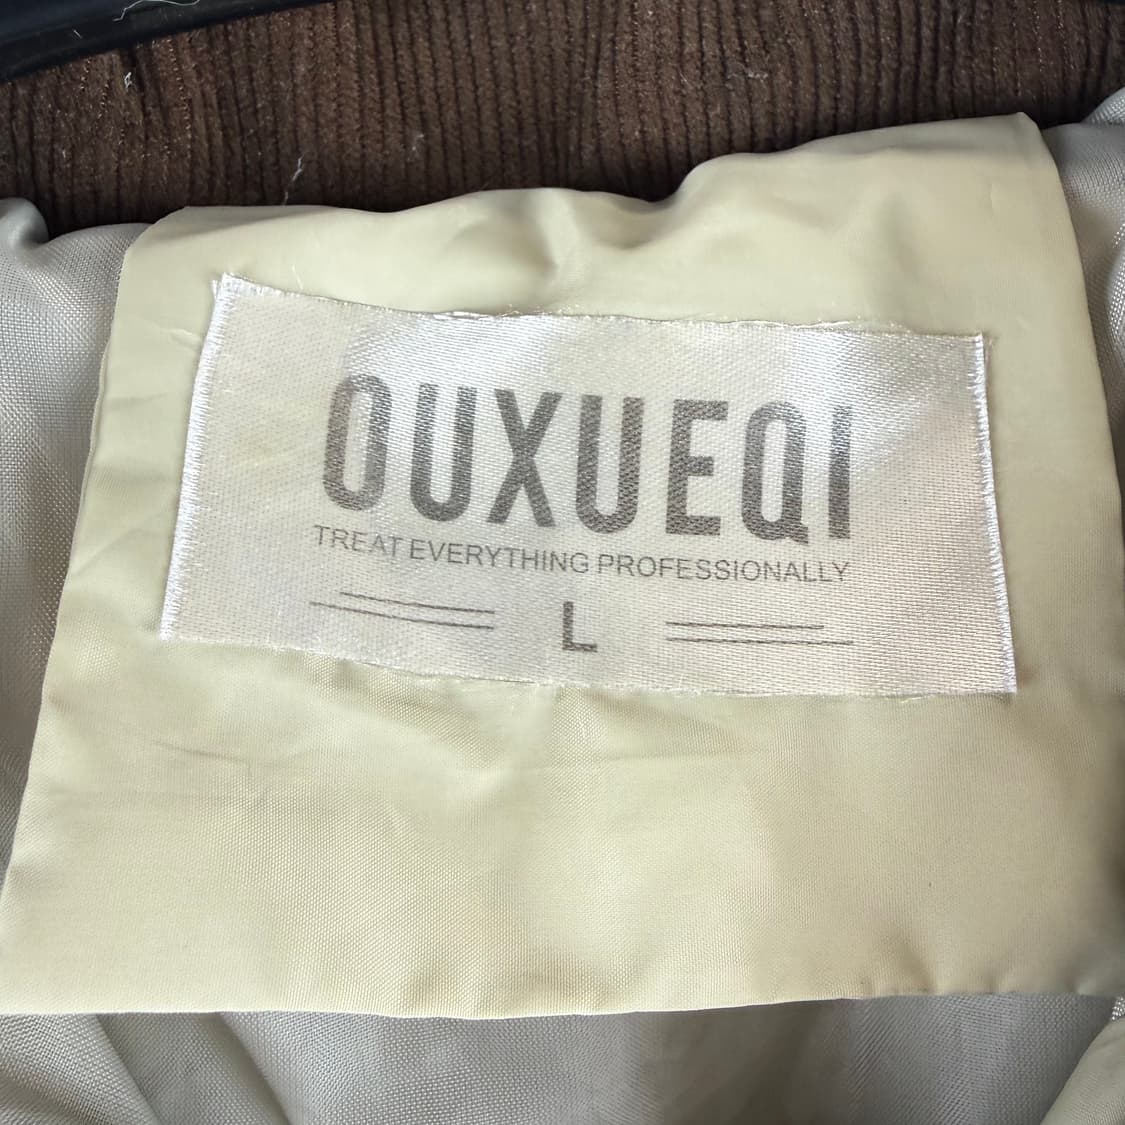 OUXUEQI
TREAT EVERYTHING PROFESSIONALLY
L